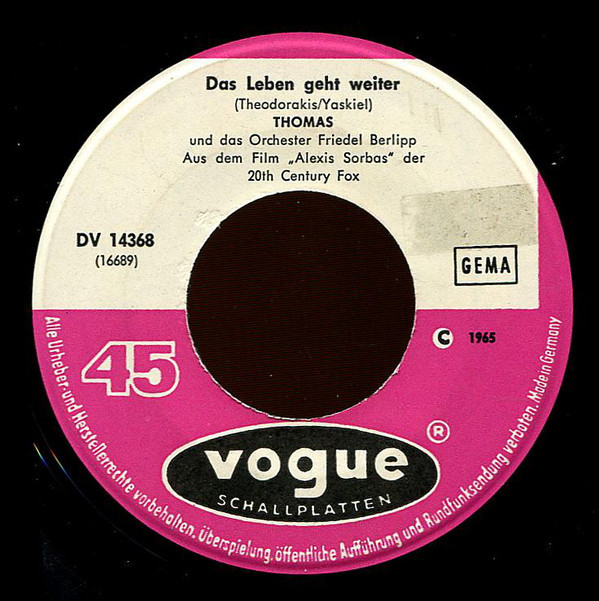 Das Leben geht weiter
(Theodorakis/Yaskiel)
THOMAS
und das Orchester Friedel Berlipp
Aus dem Film „Alexis Sorbas" der
20th Century Fox
DV 14368
(16689)
GEMA
45
C 1965
vogue ®
SCHALLPLATTEN
Alle Urheber- und Herstellerrechte vorbehalten. Überspielung, öffentliche Aufführung und Rundfunksendung verboten. Made in Germany